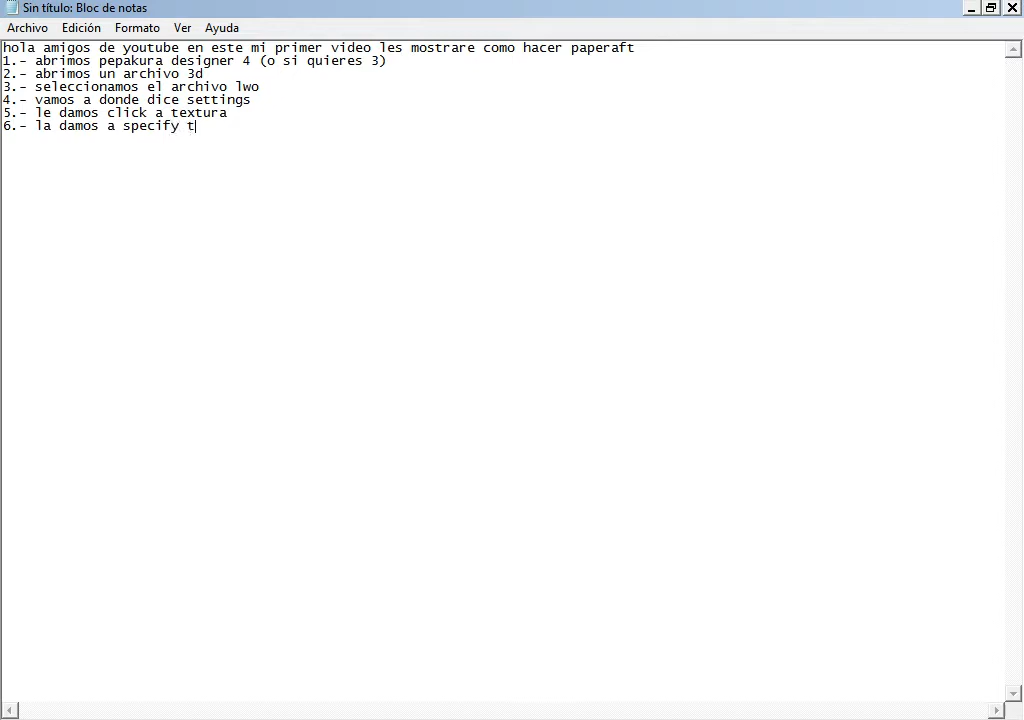 Sin título: Bloc de notas
Archivo Edición Formato Ver Ayuda
hola amigos de youtube en este mi primer video les mostrare como hacer paperaft
1.- abrimos pepakura designer 4 (o si quieres 3)
2.- abrimos un archivo 3d
3.- seleccionamos el archivo lwo
4.- vamos a donde dice settings
5.- le damos click a textura
6.- la damos a specify t